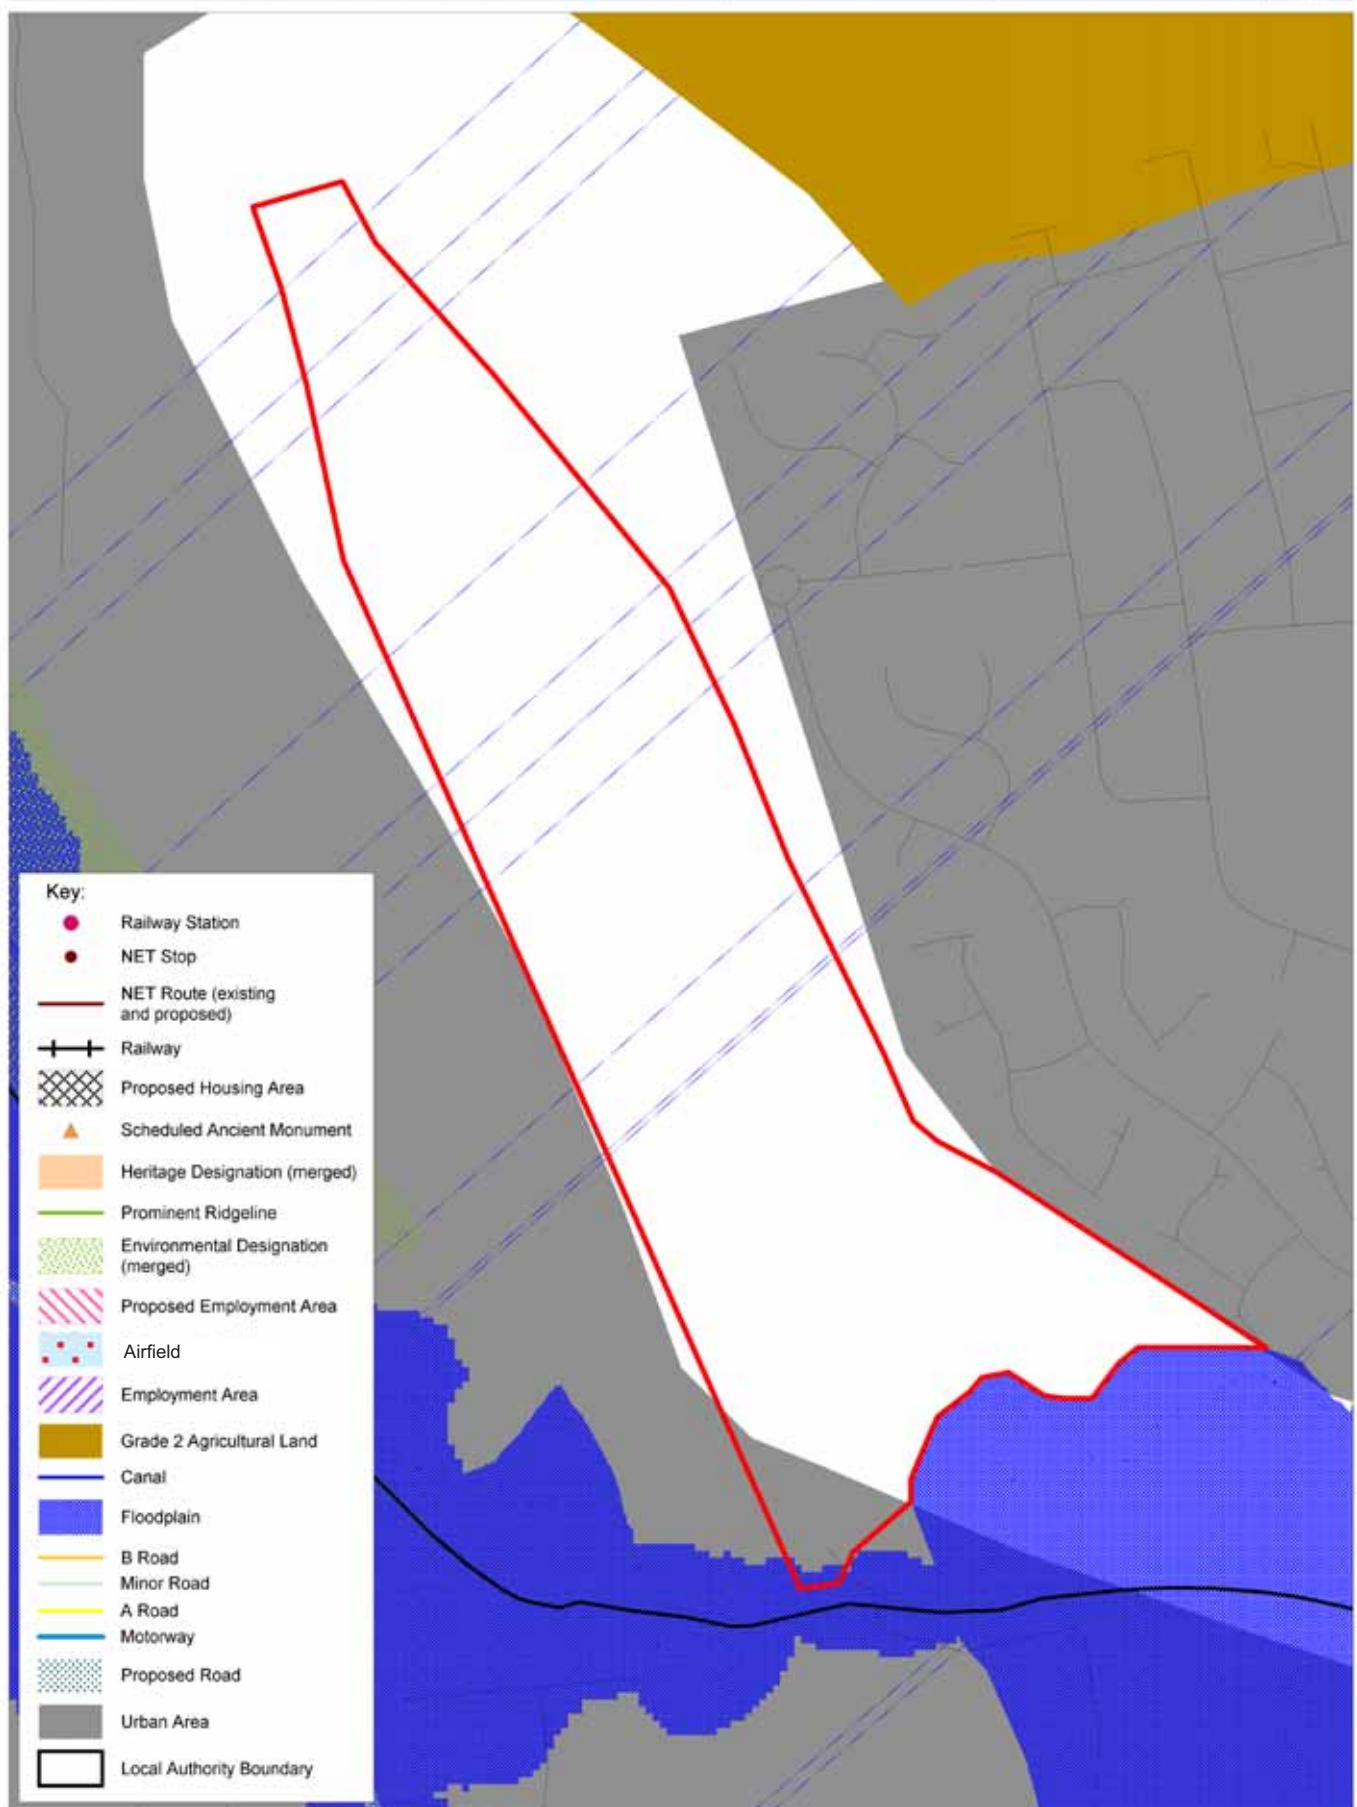 Key:
Railway Station
NET Stop
NET Route (existing
and proposed)
Railway
Proposed Housing Area
Scheduled Ancient Monument
Heritage Designation (merged)
Prominent Ridgeline
Environmental Designation
(merged)
Proposed Employment Area
Airfield
Employment Area
Grade 2 Agricultural Land
Canal
Floodplain
B Road
Minor Road
A Road
Motorway
Proposed Road
Urban Area
Local Authority Boundary